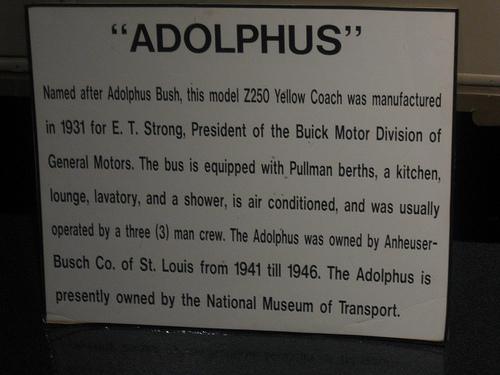 "ADOLPHUS"
Named after Adolphus Bush, this model Z250 Yellow Coach was manufactured
in 1931 for E. T. Strong, President of the Buick Motor Division of
General Motors. The bus is equipped with Pullman berths, a kitchen,
lounge, lavatory, and a shower, is air conditioned, and was usually
operated by a three (3) man crew. The Adolphus was owned by Anheuser-
Busch Co. of St. Louis from 1941 till 1946. The Adolphus is
presently owned by the National Museum of Transport.